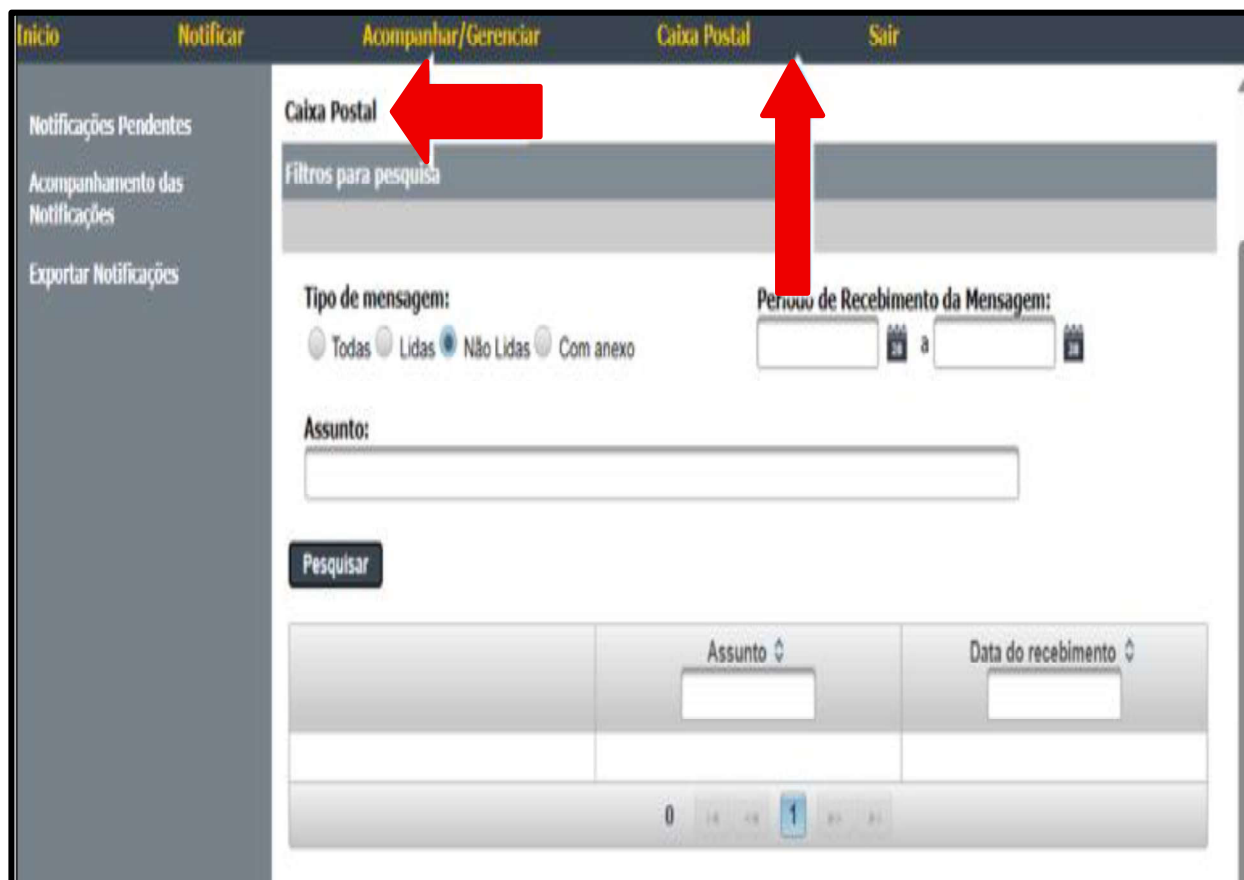 Inicio Notificar Acompanhar/Gerenciar Caixa Postal Sair
Notificações Pendentes
Acompanhamento das
Notificações
Exportar Notificações
Caixa Postal
Filtros para pesquisa
Tipo de mensagem:
Todas Lidas Não Lidas Com anexo
Período de Recebimento da Mensagem:
a
Assunto:
Pesquisar
Assunto Data do recebimento
0 1